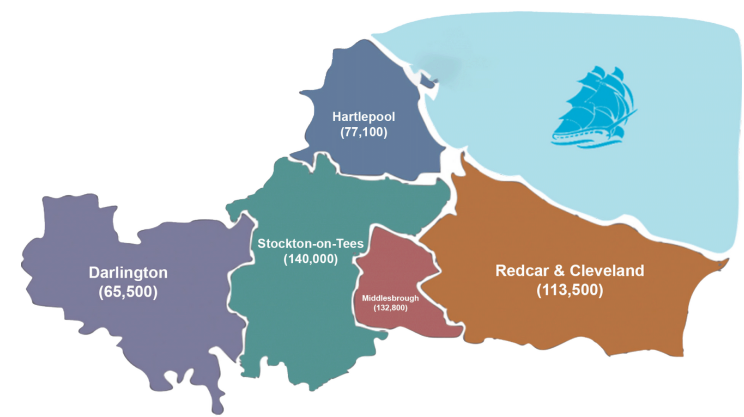 Hartlepool
(77,100)
Stockton-on-Tees
(140,000)
Darlington
(65,500)
Redcar & Cleveland
(113,500)
Middlesbrough
(132,800)